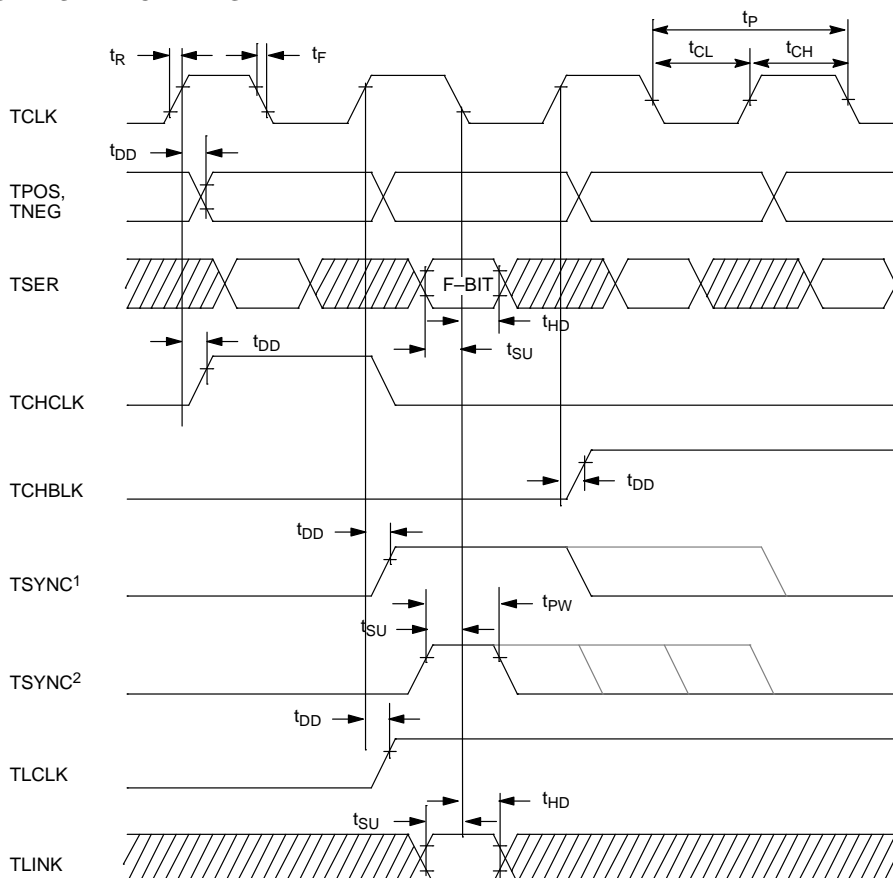 tP
tR
tF
tCL
tCH
TCLK
tDD
TPOS,
TNEG
TSER
F–BIT
tHD
tSU
tDD
TCHCLK
TCHBLK
tDD
tDD
TSYNC1
tPW
tSU
TSYNC2
tDD
TLCLK
tHD
tSU
TLINK